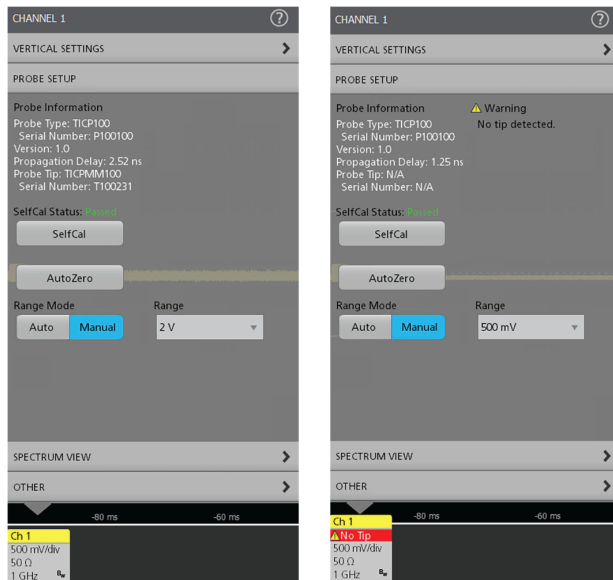 CHANNEL 1
?
VERTICAL SETTINGS
PROBE SETUP
Probe Information
Probe Type: TICP100
Serial Number: P100100
Version: 1.0
Propagation Delay: 2.52 ns
Probe Tip: TICPMM100
Serial Number: T100231
SelfCal Status: Passed
SelfCal
AutoZero
Range Mode
Range
Auto
Manual
2 V
SPECTRUM VIEW
OTHER
-80 ms
-60 ms
Ch 1
500 mV/div
50 Ω
1 GHz
Bw
CHANNEL 1
?
VERTICAL SETTINGS
PROBE SETUP
Probe Information
Warning
Probe Type: TICP100
No tip detected.
Serial Number: P100100
Version: 1.0
Propagation Delay: 1.25 ns
Probe Tip: N/A
Serial Number: N/A
SelfCal Status: Passed
SelfCal
AutoZero
Range Mode
Range
Auto
Manual
500 mV
SPECTRUM VIEW
OTHER
-80 ms
-60 ms
Ch 1
No Tip
500 mV/div
50 Ω
1 GHz
Bw